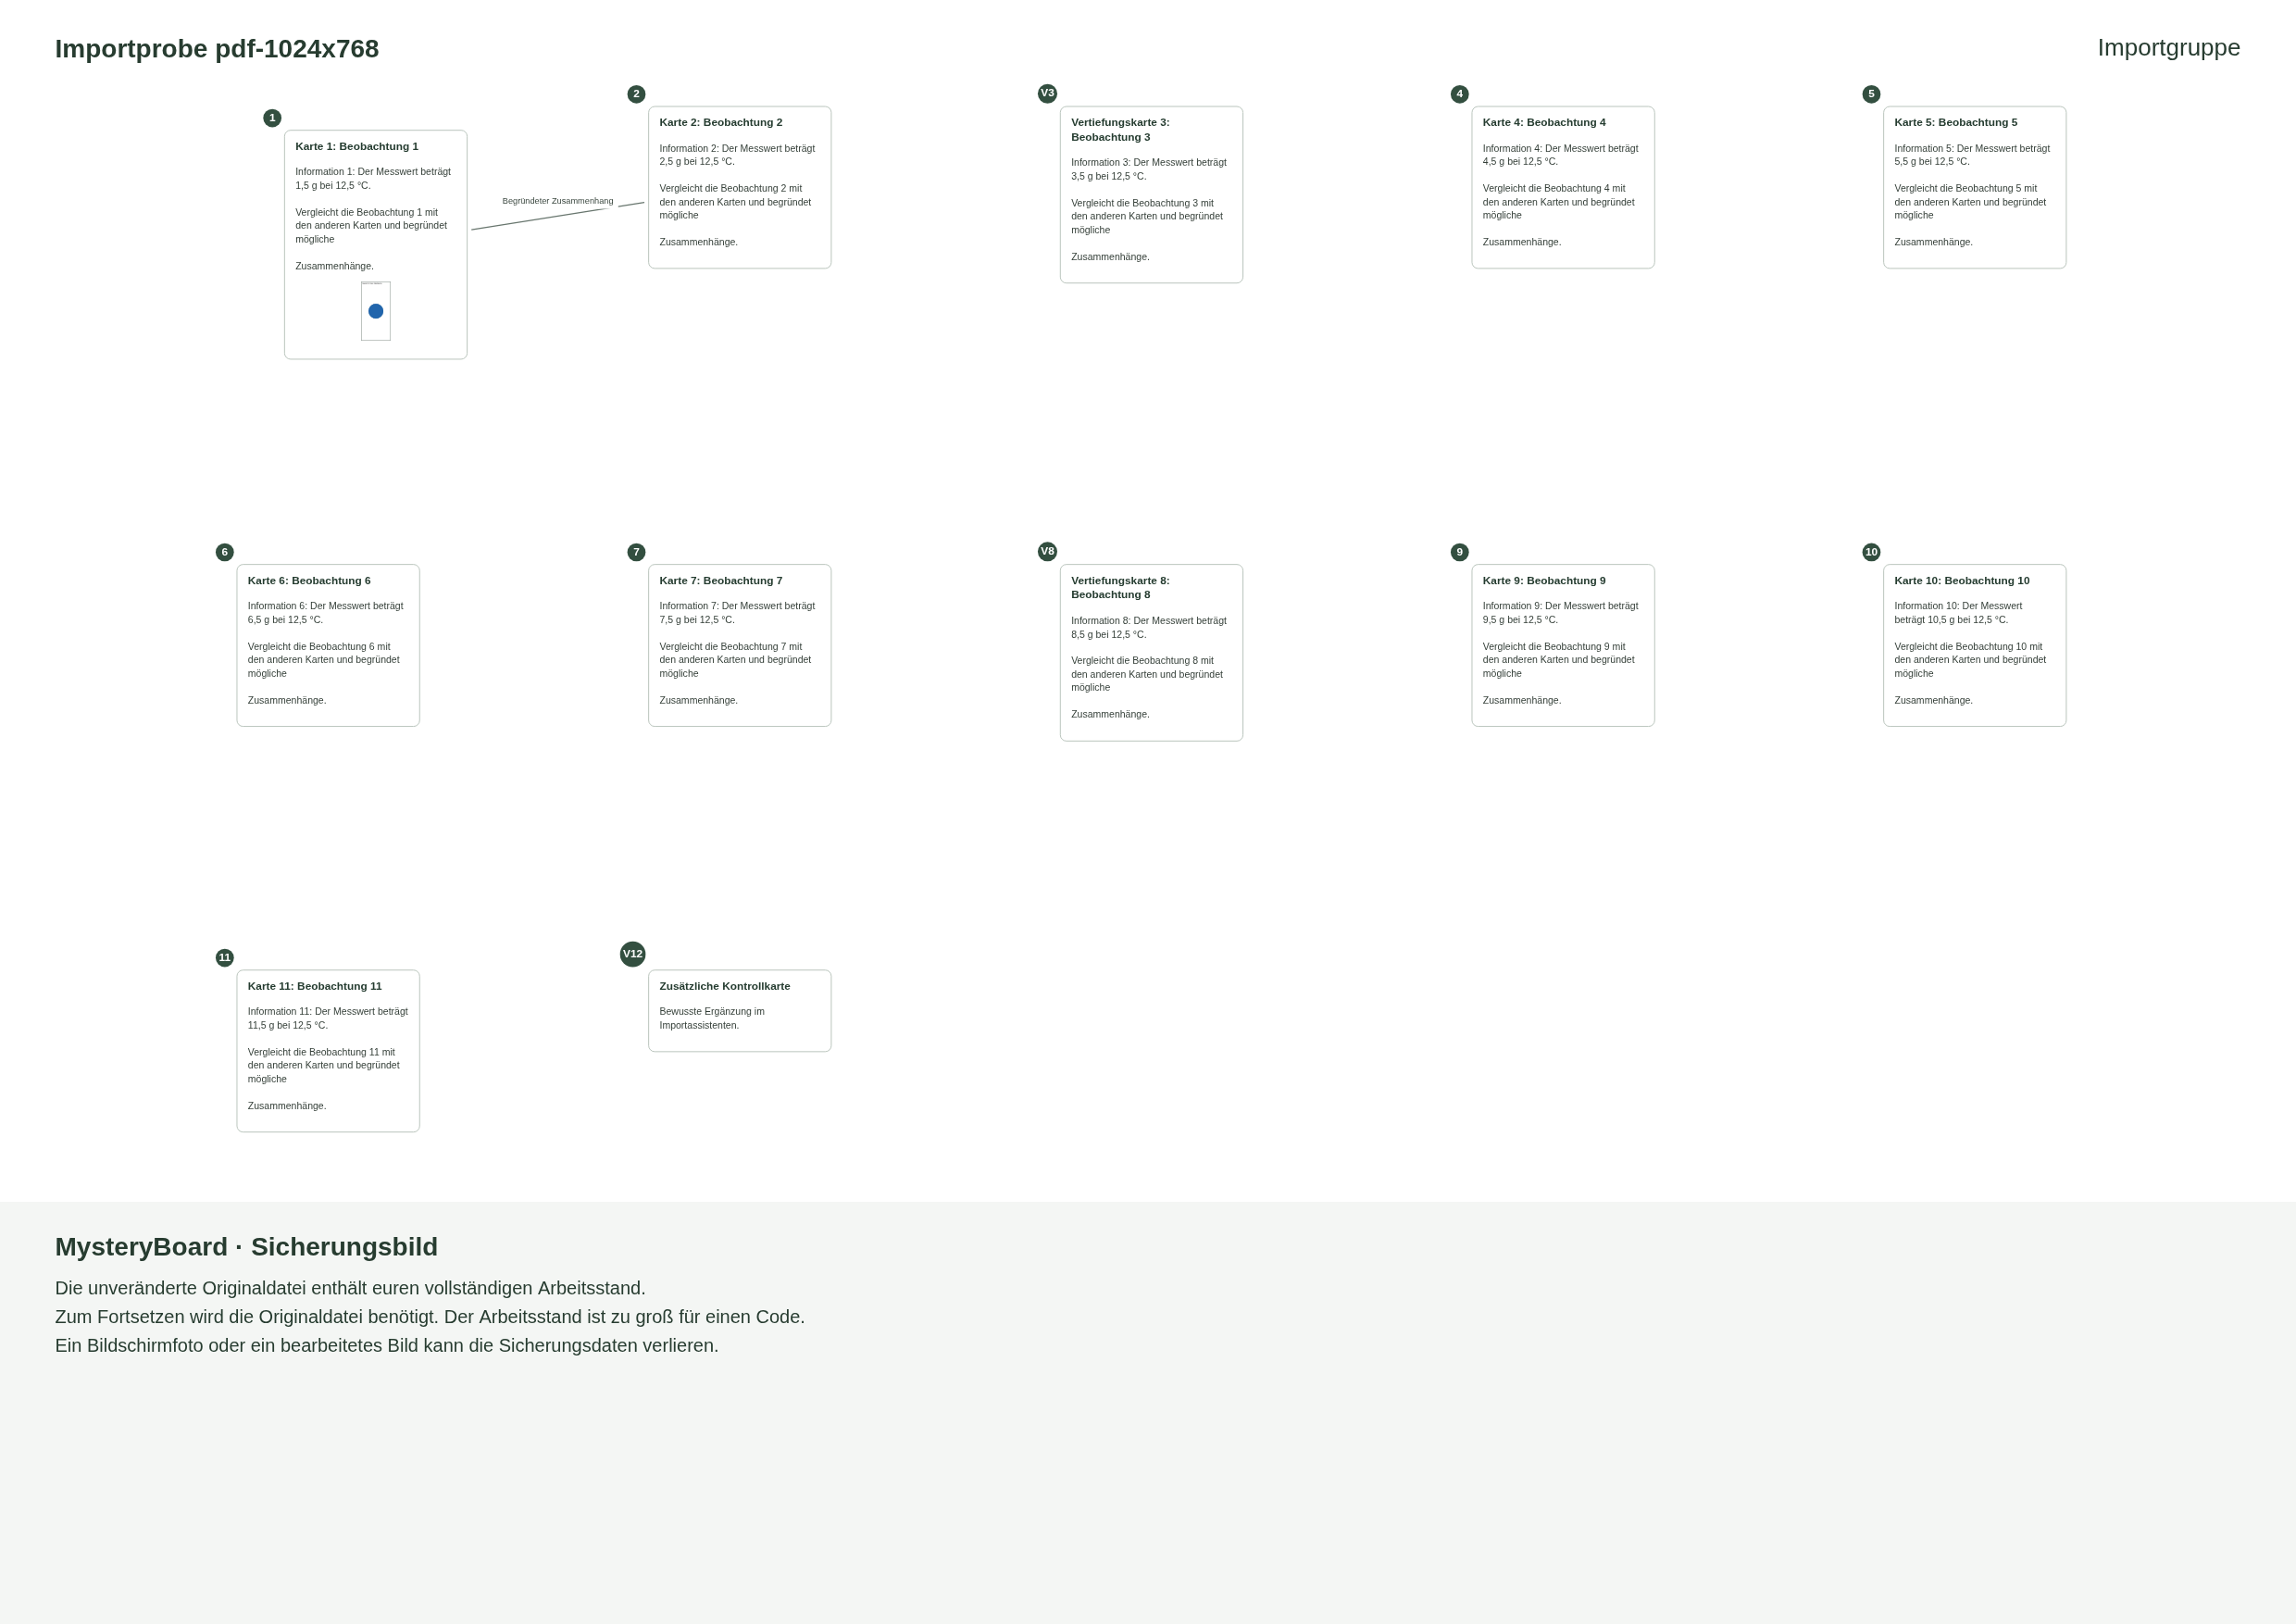 Importprobe pdf-1024x768
Importgruppe
1
Karte 1: Beobachtung 1
Information 1: Der Messwert beträgt
1,5 g bei 12,5 °C.
Vergleicht die Beobachtung 1 mit
den anderen Karten und begründet
mögliche
Zusammenhänge.
Begründeter Zusammenhang
2
Karte 2: Beobachtung 2
Information 2: Der Messwert beträgt
2,5 g bei 12,5 °C.
Vergleicht die Beobachtung 2 mit
den anderen Karten und begründet
mögliche
Zusammenhänge.
V3
Vertiefungskarte 3:
Beobachtung 3
Information 3: Der Messwert beträgt
3,5 g bei 12,5 °C.
Vergleicht die Beobachtung 3 mit
den anderen Karten und begründet
mögliche
Zusammenhänge.
4
Karte 4: Beobachtung 4
Information 4: Der Messwert beträgt
4,5 g bei 12,5 °C.
Vergleicht die Beobachtung 4 mit
den anderen Karten und begründet
mögliche
Zusammenhänge.
5
Karte 5: Beobachtung 5
Information 5: Der Messwert beträgt
5,5 g bei 12,5 °C.
Vergleicht die Beobachtung 5 mit
den anderen Karten und begründet
mögliche
Zusammenhänge.
6
Karte 6: Beobachtung 6
Information 6: Der Messwert beträgt
6,5 g bei 12,5 °C.
Vergleicht die Beobachtung 6 mit
den anderen Karten und begründet
mögliche
Zusammenhänge.
7
Karte 7: Beobachtung 7
Information 7: Der Messwert beträgt
7,5 g bei 12,5 °C.
Vergleicht die Beobachtung 7 mit
den anderen Karten und begründet
mögliche
Zusammenhänge.
V8
Vertiefungskarte 8:
Beobachtung 8
Information 8: Der Messwert beträgt
8,5 g bei 12,5 °C.
Vergleicht die Beobachtung 8 mit
den anderen Karten und begründet
mögliche
Zusammenhänge.
9
Karte 9: Beobachtung 9
Information 9: Der Messwert beträgt
9,5 g bei 12,5 °C.
Vergleicht die Beobachtung 9 mit
den anderen Karten und begründet
mögliche
Zusammenhänge.
10
Karte 10: Beobachtung 10
Information 10: Der Messwert
beträgt 10,5 g bei 12,5 °C.
Vergleicht die Beobachtung 10 mit
den anderen Karten und begründet
mögliche
Zusammenhänge.
11
Karte 11: Beobachtung 11
Information 11: Der Messwert beträgt
11,5 g bei 12,5 °C.
Vergleicht die Beobachtung 11 mit
den anderen Karten und begründet
mögliche
Zusammenhänge.
V12
Zusätzliche Kontrollkarte
Bewusste Ergänzung im
Importassistenten.
MysteryBoard · Sicherungsbild
Die unveränderte Originaldatei enthält euren vollständigen Arbeitsstand.
Zum Fortsetzen wird die Originaldatei benötigt. Der Arbeitsstand ist zu groß für einen Code.
Ein Bildschirmfoto oder ein bearbeitetes Bild kann die Sicherungsdaten verlieren.